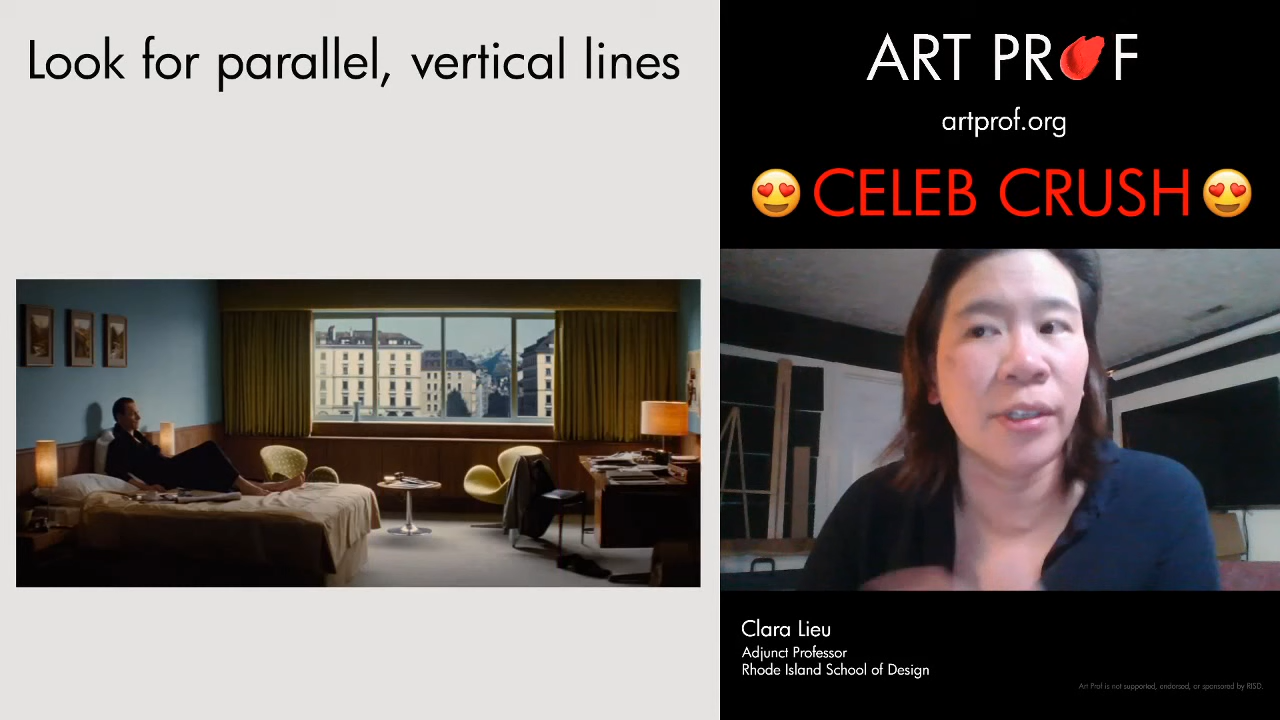 Look for parallel, vertical lines
ART PROF
artprof.org
CELEB CRUSH
Clara Lieu
Adjunct Professor
Rhode Island School of Design
Art Prof is not supported, endorsed, or sponsored by RISD.